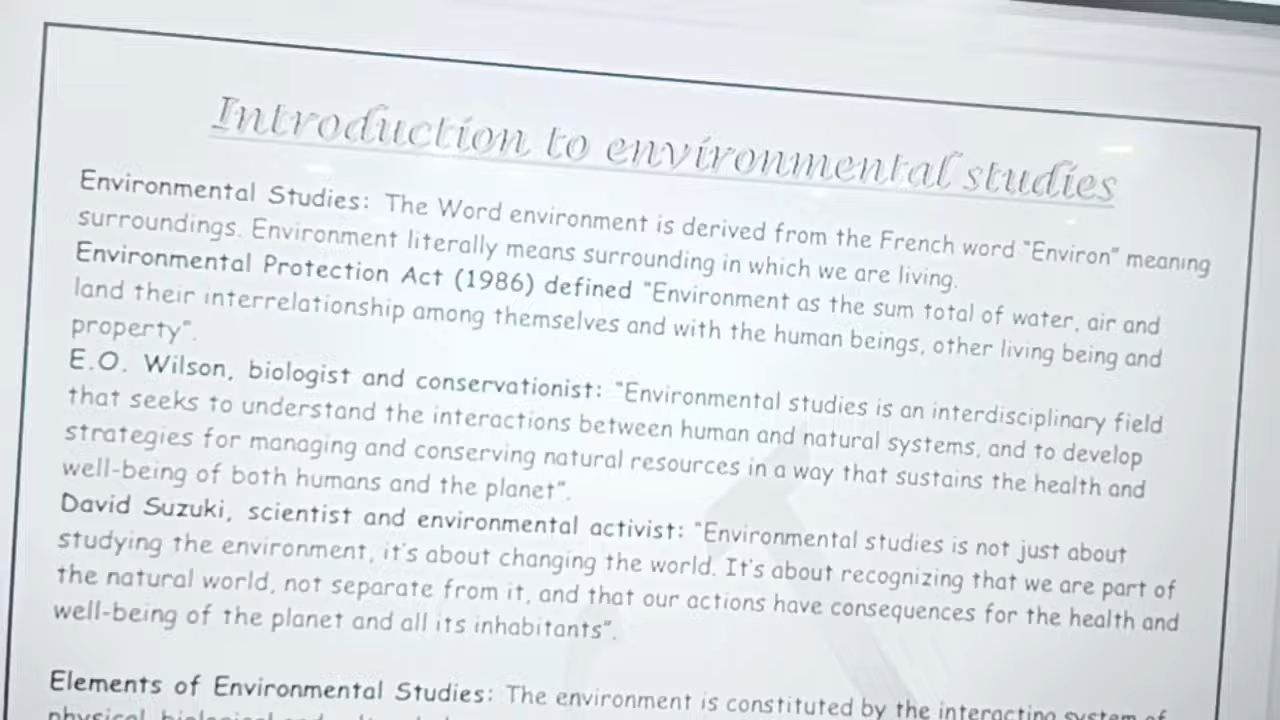 Introduction to environmental studies
Environmental Studies: The Word environment is derived from the French word “Environ” meaning
surroundings. Environment literally means surrounding in which we are living.
Environmental Protection Act (1986) defined “Environment as the sum total of water, air and
land their interrelationship among themselves and with the human beings, other living being and
property”.
E.O. Wilson, biologist and conservationist: “Environmental studies is an interdisciplinary field
that seeks to understand the interactions between human and natural systems, and to develop
strategies for managing and conserving natural resources in a way that sustains the health and
well-being of both humans and the planet”.
David Suzuki, scientist and environmental activist: “Environmental studies is not just about
studying the environment, it’s about changing the world. It’s about recognizing that we are part of
the natural world, not separate from it, and that our actions have consequences for the health and
well-being of the planet and all its inhabitants”.
Elements of Environmental Studies: The environment is constituted by the interacting system of
physical, biological and